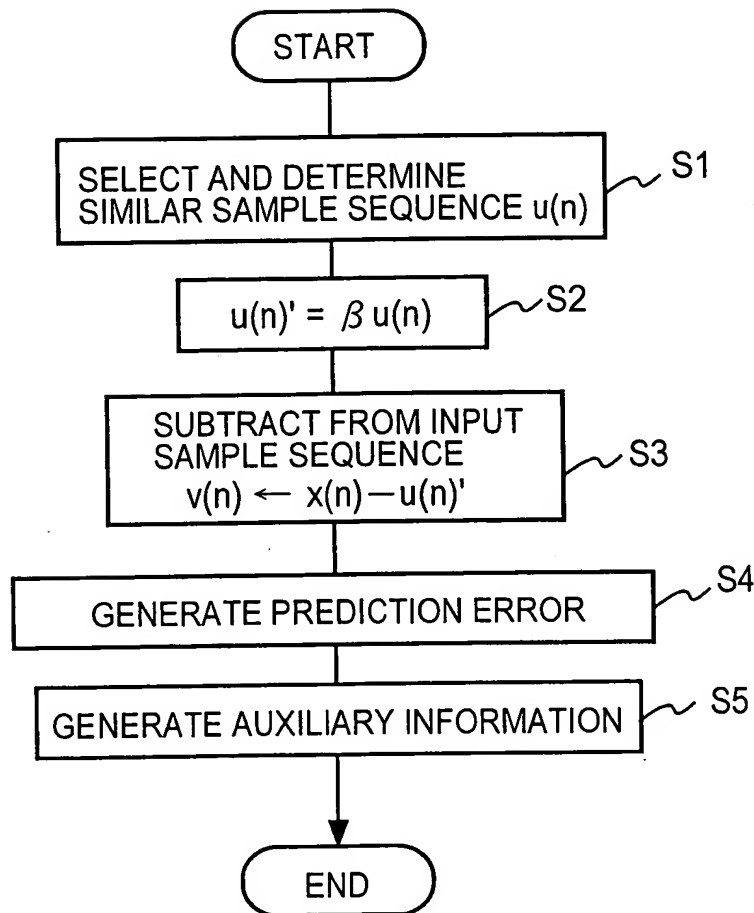 START
SELECT AND DETERMINE
SIMILAR SAMPLE SEQUENCE u(n)
S1
u(n)' = β u(n)
S2
SUBTRACT FROM INPUT
SAMPLE SEQUENCE
v(n) ← x(n) – u(n)'
S3
GENERATE PREDICTION ERROR
S4
GENERATE AUXILIARY INFORMATION
S5
END